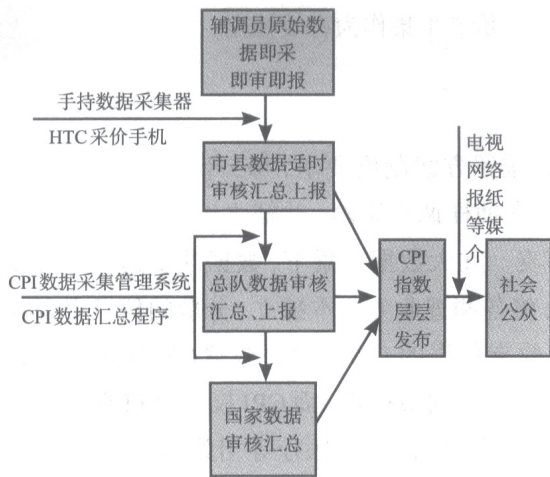 辅调员原始数
据即采
即审即报
手持数据采集器
HTC采价手机
市县数据适时
审核汇总上报
电视
网络
报纸
等媒
介
CPI数据采集管理系统
CPI数据汇总程序
总队数据审核
汇总、上报
CPI
指数
层层
发布
社会
公众
国家数据
审核汇总